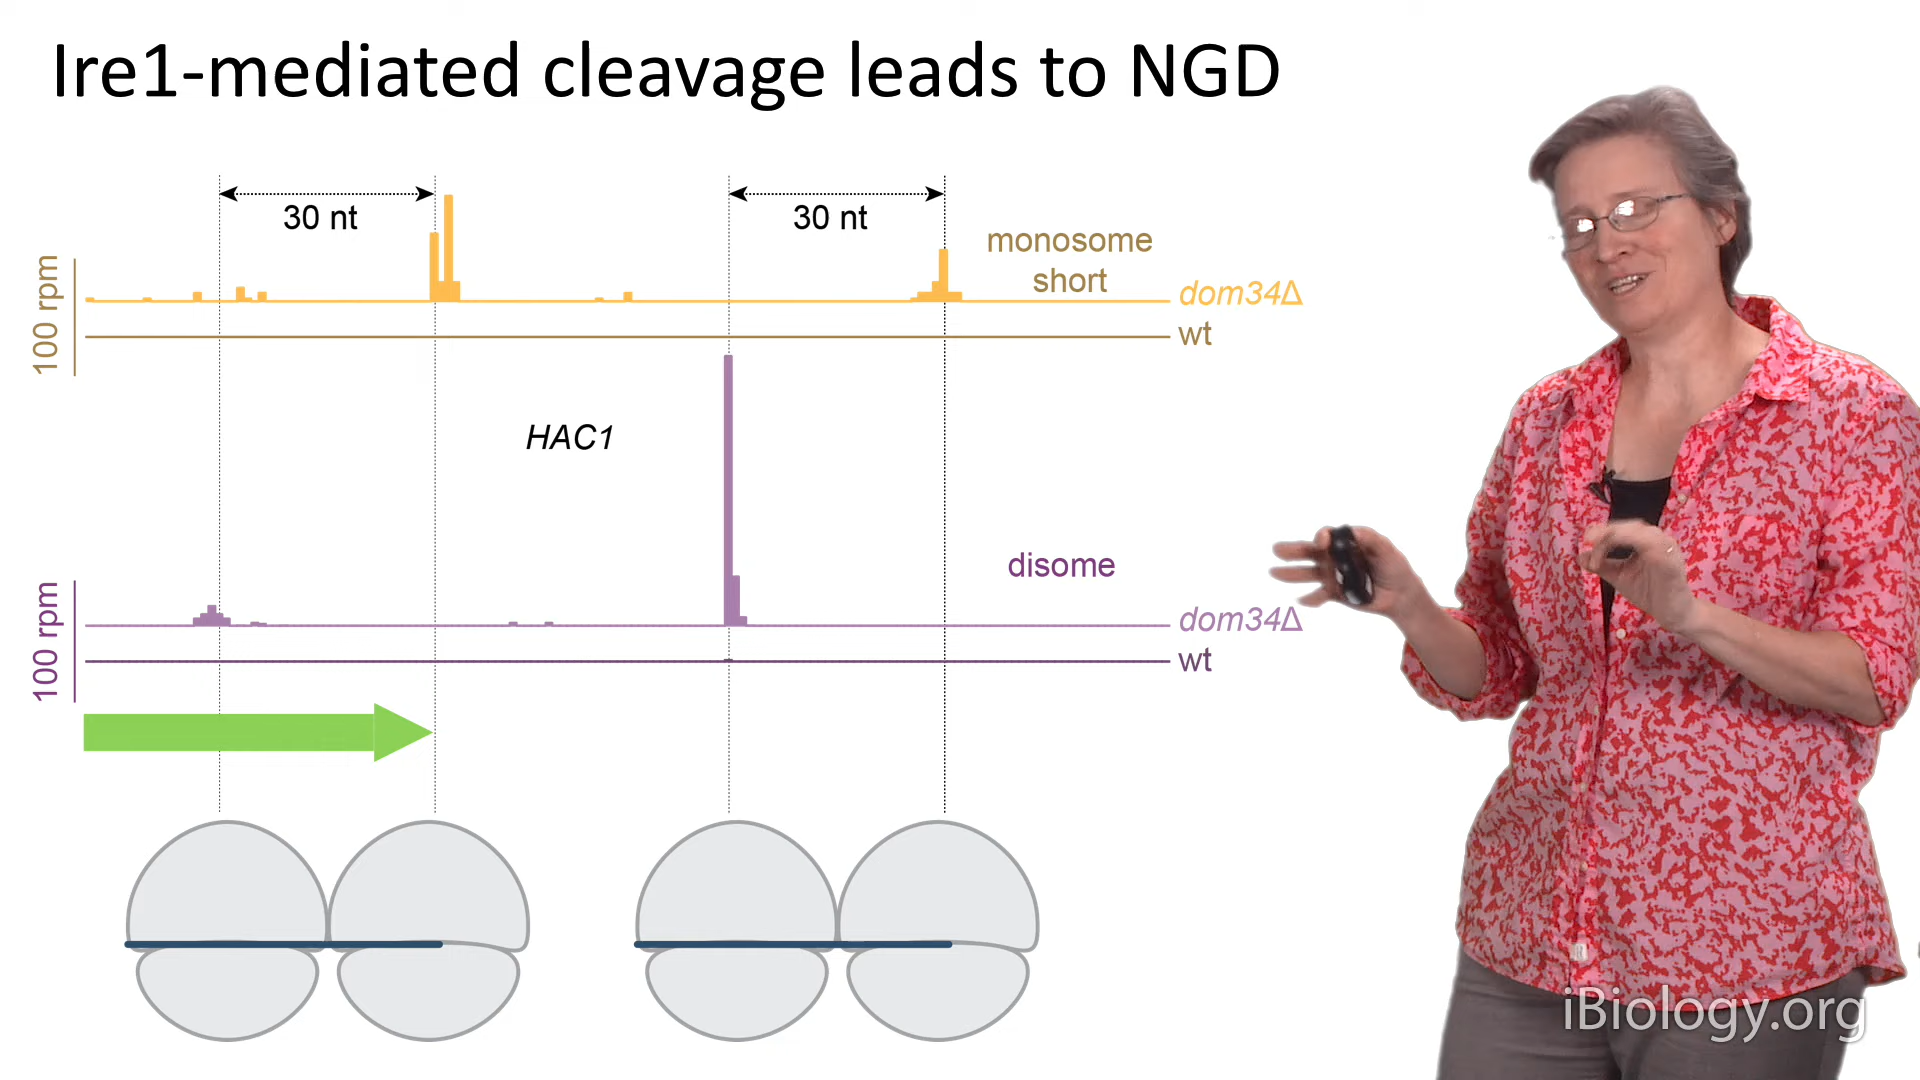 Ire1-mediated cleavage leads to NGD
30 nt
30 nt
monosome
short
100 rpm
dom34Δ
wt
HAC1
disome
100 rpm
dom34Δ
wt
iBiology.org